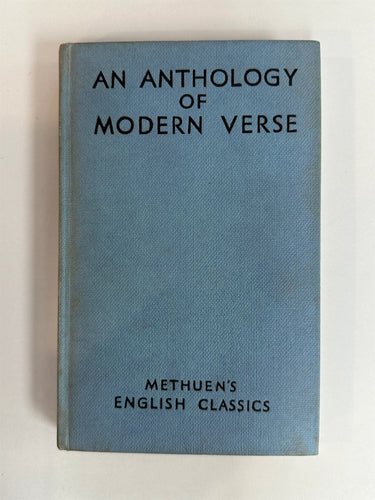 AN ANTHOLOGY
OF
MODERN VERSE
METHUEN'S
ENGLISH CLASSICS